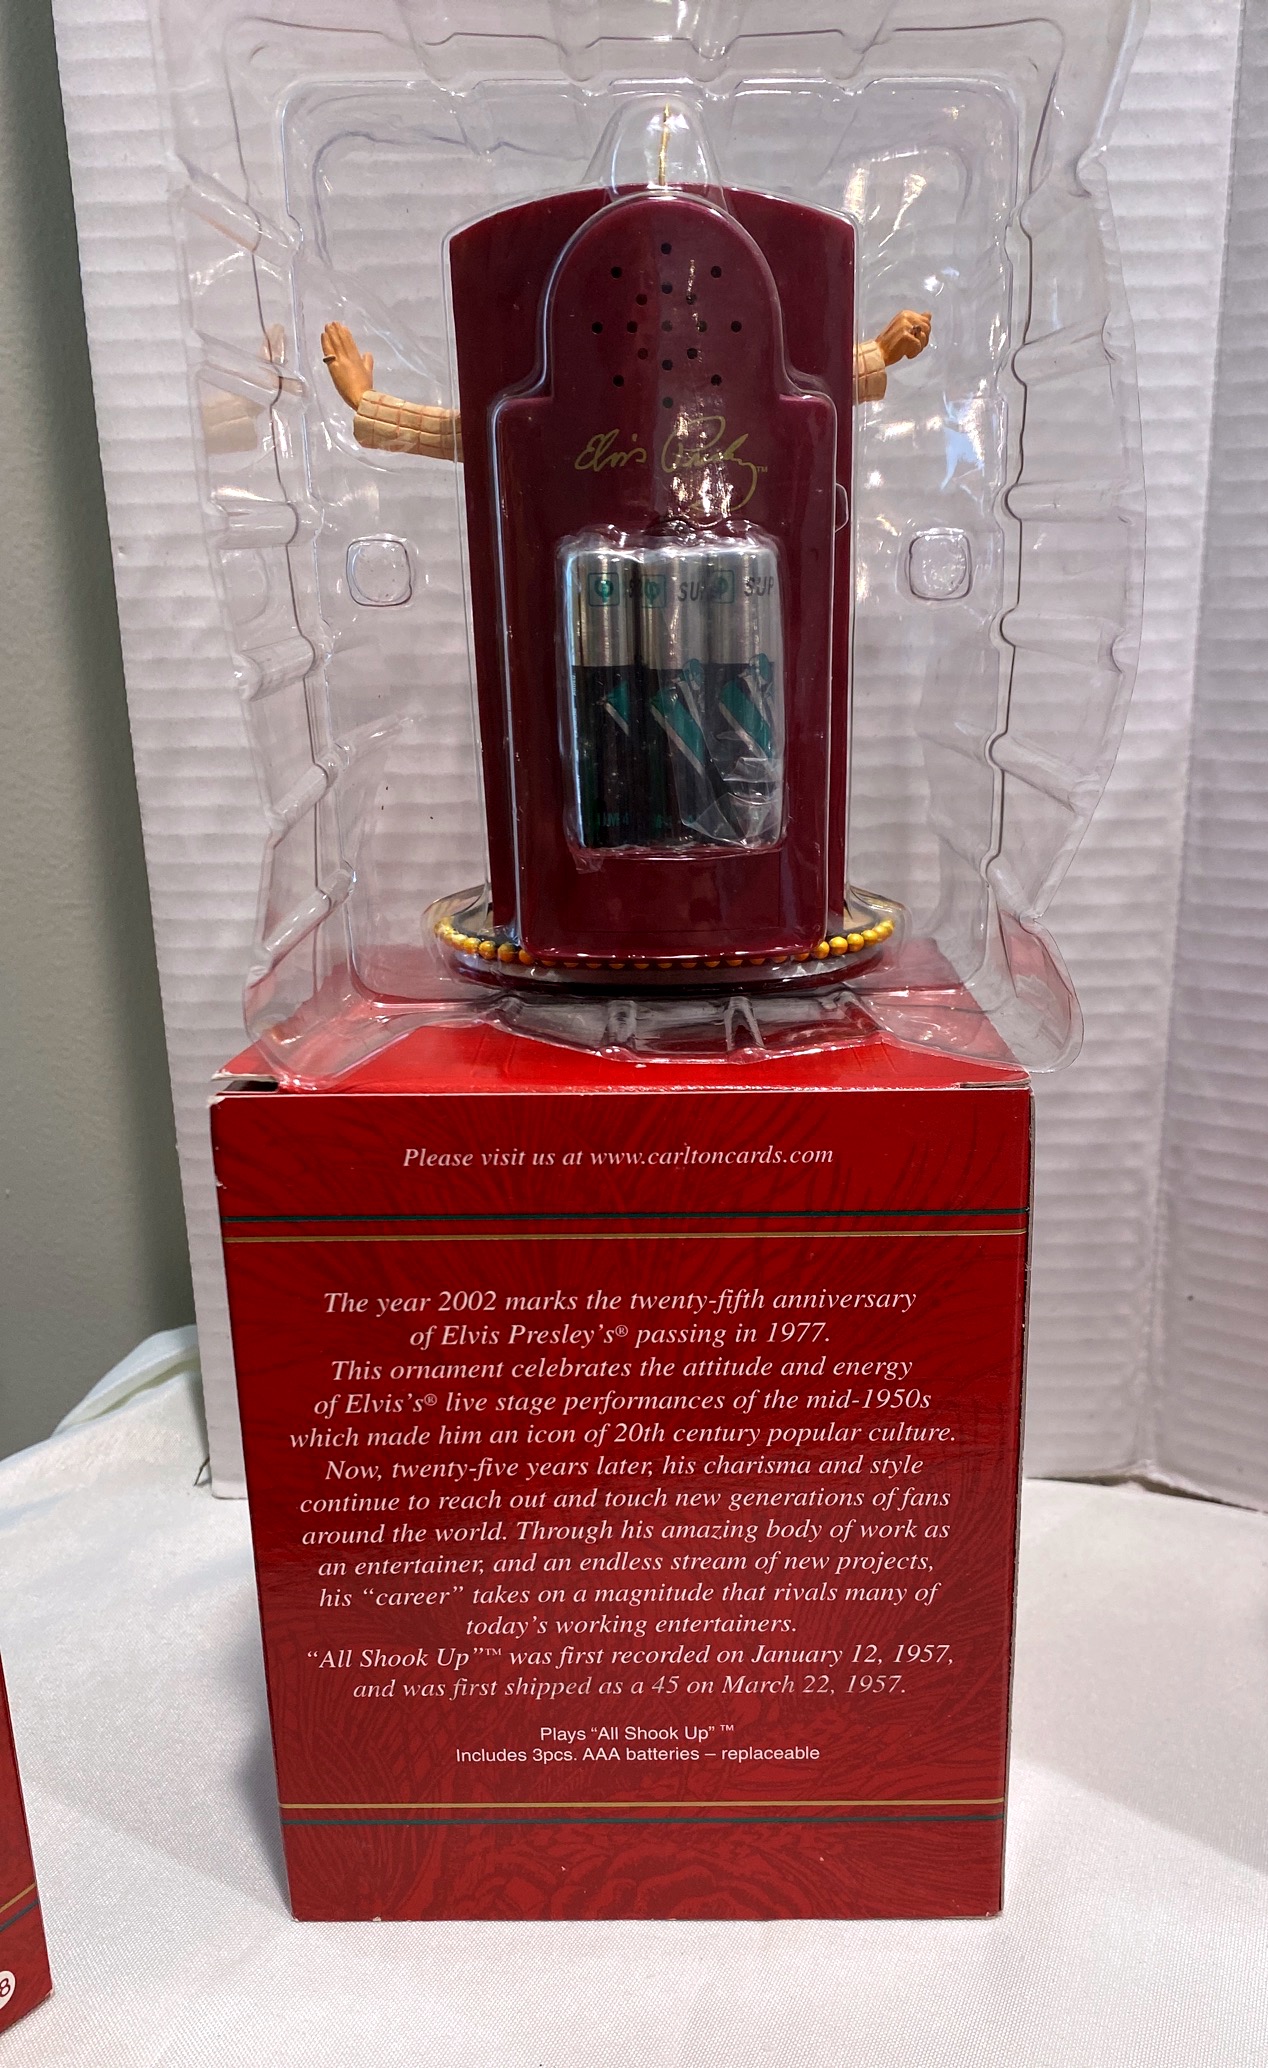 Elvis Presley™
SUP
SUP
Please visit us at www.carltoncards.com
The year 2002 marks the twenty-fifth anniversary
of Elvis Presley's® passing in 1977.
This ornament celebrates the attitude and energy
of Elvis's® live stage performances of the mid-1950s
which made him an icon of 20th century popular culture.
Now, twenty-five years later, his charisma and style
continue to reach out and touch new generations of fans
around the world. Through his amazing body of work as
an entertainer, and an endless stream of new projects,
his “career” takes on a magnitude that rivals many of
today's working entertainers.
“All Shook Up”™ was first recorded on January 12, 1957,
and was first shipped as a 45 on March 22, 1957.
Plays “All Shook Up” ™
Includes 3pcs. AAA batteries – replaceable
8